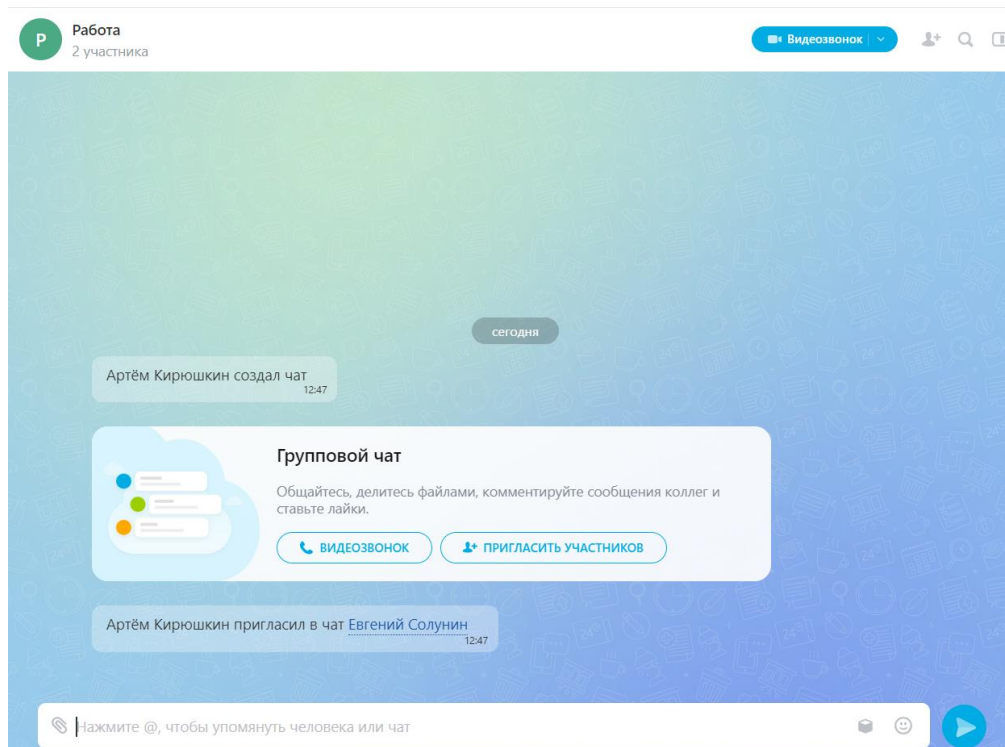 Р
Работа
2 участника
Видеозвонок
сегодня
Артём Кирюшкин создал чат
12:47
Групповой чат
Общайтесь, делитесь файлами, комментируйте сообщения коллег и
ставьте лайки.
ВИДЕОЗВОНОК
ПРИГЛАСИТЬ УЧАСТНИКОВ
Артём Кирюшкин пригласил в чат Евгений Солунин
12:47
Нажмите @, чтобы упомянуть человека или чат